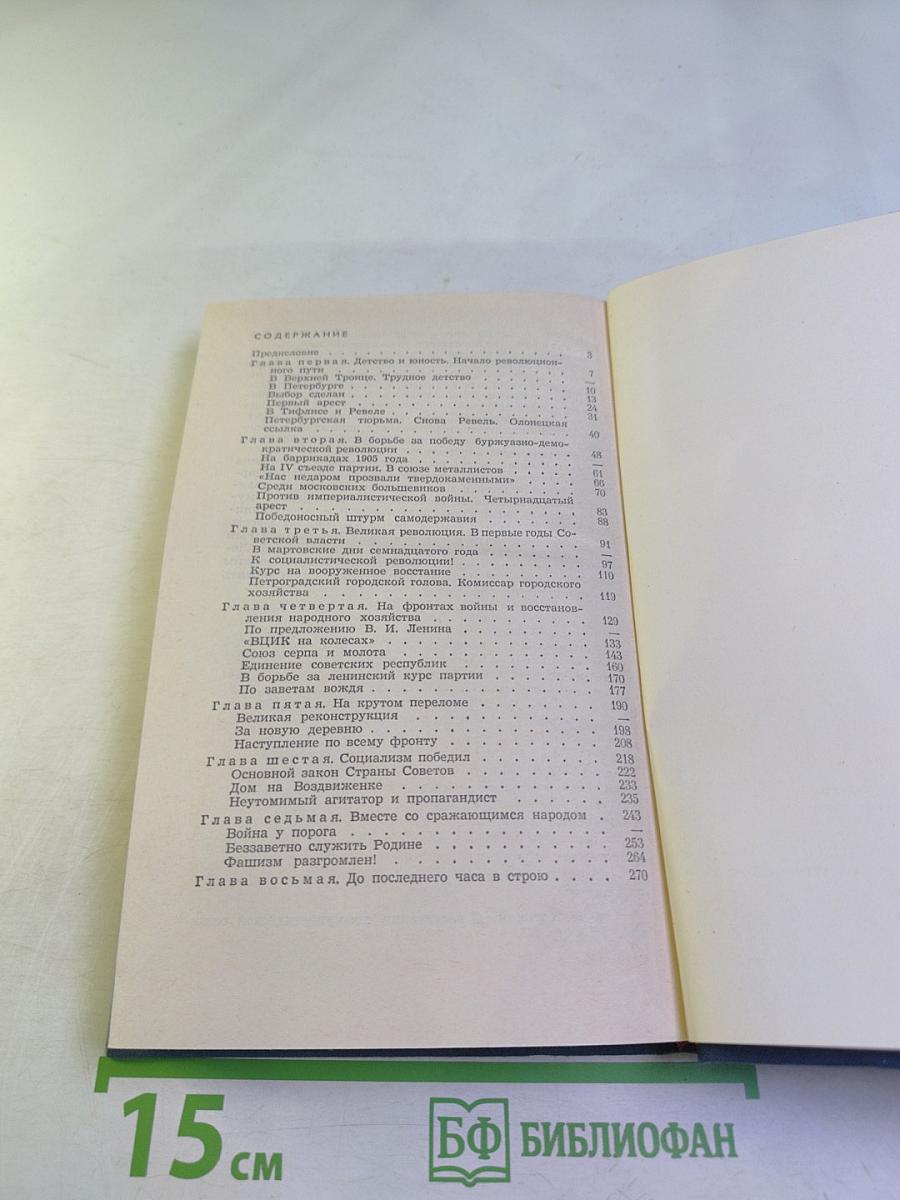 СОДЕРЖАНИЕ
Предисловие . . . . . . . . . . . . . . . . . . 3
Глава первая. Детство и юность. Начало революцион-
ного пути . . . . . . . . . . . . . . . . . . 7
В Верхней Троице. Трудное детство . . . . . . . —
В Петербурге . . . . . . . . . . . . . . . . 10
Выбор сделан . . . . . . . . . . . . . . . . 13
Первый арест . . . . . . . . . . . . . . . . 24
В Тифлисе и Ревеле . . . . . . . . . . . . . . 31
Петербургская тюрьма. Снова Ревель. Олонецкая
ссылка . . . . . . . . . . . . . . . . . . 40
Глава вторая. В борьбе за победу буржуазно-демо-
кратической революции . . . . . . . . . . . . 48
На баррикадах 1905 года . . . . . . . . . . . . —
На IV съезде партии. В союзе металлистов . . . . . 61
«Нас недаром прозвали твердокаменными» . . . . 66
Среди московских большевиков . . . . . . . . . 70
Против империалистической войны. Четырнадцатый
арест . . . . . . . . . . . . . . . . . . . 83
Победоносный штурм самодержавия . . . . . . . 88
Глава третья. Великая революция. В первые годы Со-
ветской власти . . . . . . . . . . . . . . . . 91
В мартовские дни семнадцатого года . . . . . . . —
К социалистической революции! . . . . . . . . . 97
Курс на вооруженное восстание . . . . . . . . . 110
Петроградский городской голова. Комиссар городского
хозяйства . . . . . . . . . . . . . . . . . 119
Глава четвертая. На фронтах войны и восстанов-
ления народного хозяйства . . . . . . . . . . . 129
По предложению В. И. Ленина . . . . . . . . . . —
«ВЦИК на колесах» . . . . . . . . . . . . . . 133
Союз серпа и молота . . . . . . . . . . . . . 143
Единение советских республик . . . . . . . . . 160
В борьбе за ленинский курс партии . . . . . . . . 170
По заветам вождя . . . . . . . . . . . . . . . 177
Глава пятая. На крутом переломе . . . . . . . . 190
Великая реконструкция . . . . . . . . . . . . . —
За новую деревню . . . . . . . . . . . . . . . 198
Наступление по всему фронту . . . . . . . . . . 208
Глава шестая. Социализм победил . . . . . . . . 218
Основной закон Страны Советов . . . . . . . . . 222
Дом на Воздвиженке . . . . . . . . . . . . . . 233
Неутомимый агитатор и пропагандист . . . . . . 235
Глава седьмая. Вместе со сражающимся народом . 243
Война у порога . . . . . . . . . . . . . . . . —
Беззаветно служить Родине . . . . . . . . . . . 253
Фашизм разгромлен! . . . . . . . . . . . . . . 264
Глава восьмая. До последнего часа в строю . . . . 270
15 см
БФ БИБЛИОФАН